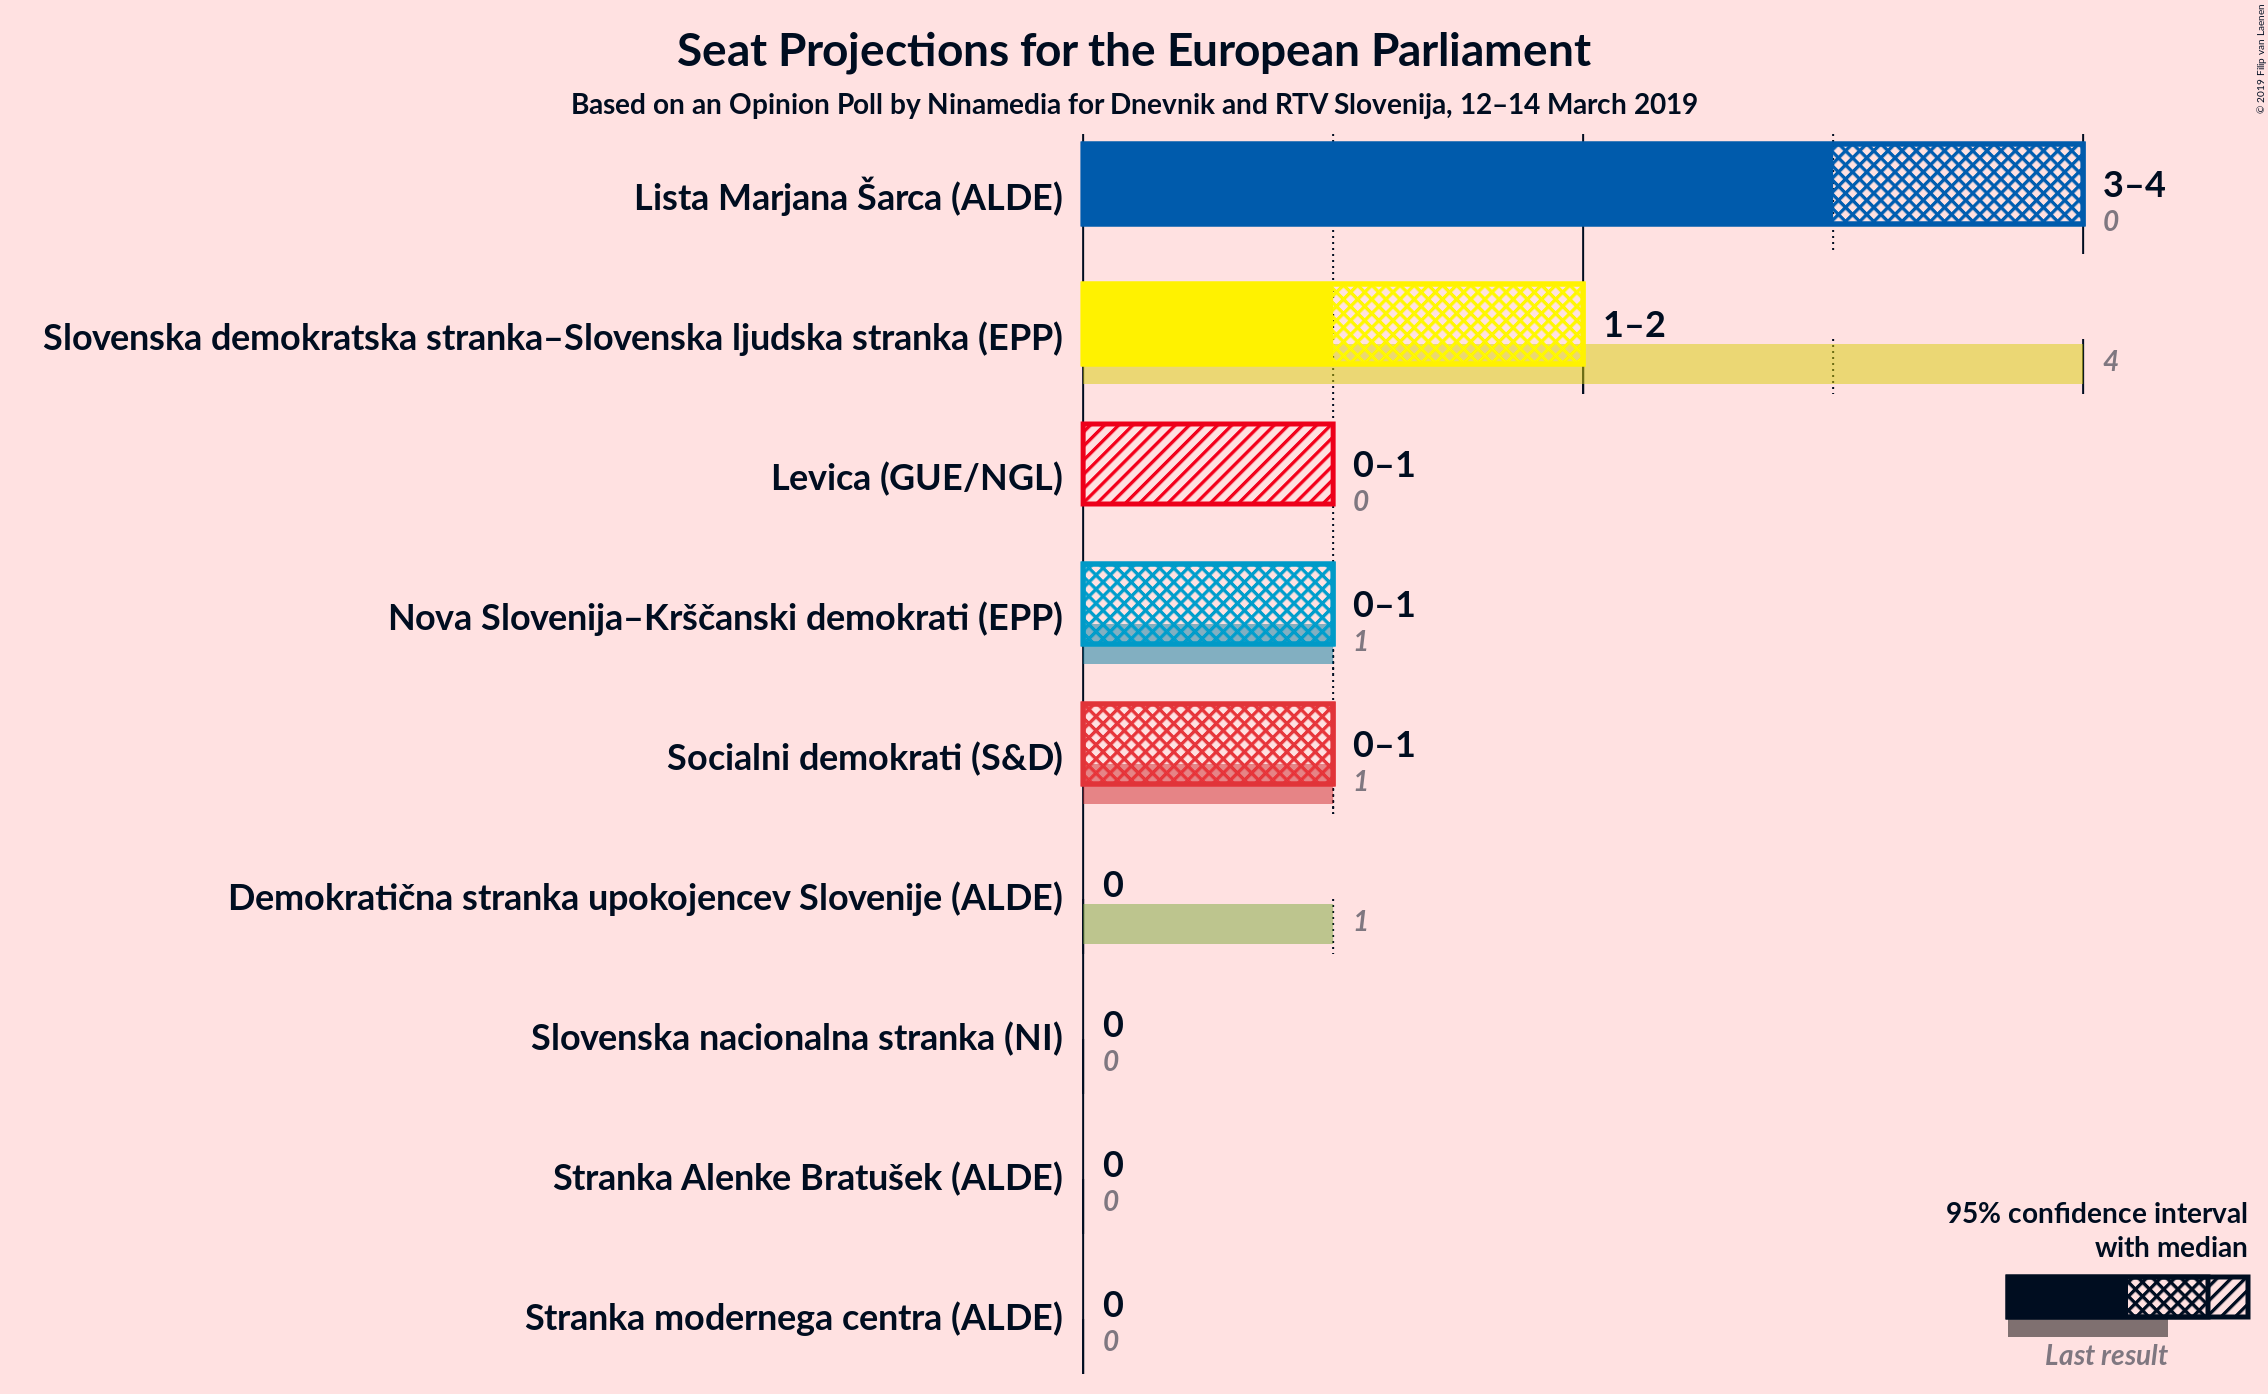 Seat Projections for the European Parliament
Based on an Opinion Poll by Ninamedia for Dnevnik and RTV Slovenija, 12–14 March 2019
© 2019 Filip van Laenen
Lista Marjana Šarca (ALDE)
3–4
0
Slovenska demokratska stranka–Slovenska ljudska stranka (EPP)
1–2
4
Levica (GUE/NGL)
0–1
0
Nova Slovenija–Krščanski demokrati (EPP)
0–1
1
Socialni demokrati (S&D)
0–1
1
Demokratična stranka upokojencev Slovenije (ALDE)
0
1
Slovenska nacionalna stranka (NI)
0
0
Stranka Alenke Bratušek (ALDE)
0
0
Stranka modernega centra (ALDE)
0
0
95% confidence interval
with median
Last result